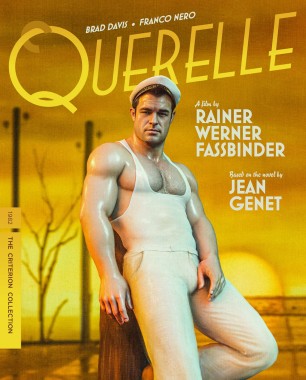 BRAD DAVIS • FRANCO NERO
QUERELLE
A film by
RAINER
WERNER
FASSBINDER
Based on the novel by
JEAN
GENET
1982
THE CRITERION COLLECTION